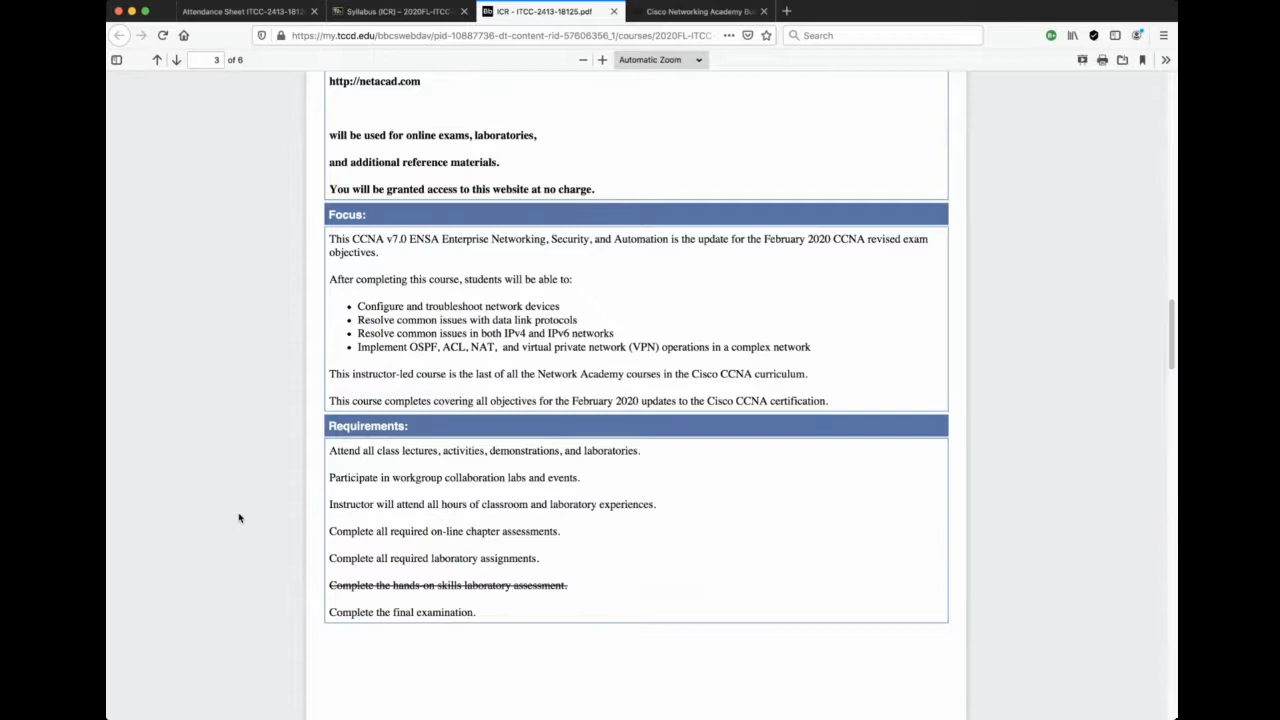 Attendance Sheet ITCC-2413-1812
Syllabus (ICR) – 2020FL-ITCC-
ICR - ITCC-2413-18125.pdf
Cisco Networking Academy Bu
https://my.tccd.edu/bbcswebdav/pid-10887736-dt-content-rid-57606356_1/courses/2020FL-ITCC-
Search
3 of 6
Automatic Zoom
http://netacad.com
will be used for online exams, laboratories,
and additional reference materials.
You will be granted access to this website at no charge.
Focus:
This CCNA v7.0 ENSA Enterprise Networking, Security, and Automation is the update for the February 2020 CCNA revised exam
objectives.
After completing this course, students will be able to:
• Configure and troubleshoot network devices
• Resolve common issues with data link protocols
• Resolve common issues in both IPv4 and IPv6 networks
• Implement OSPF, ACL, NAT,  and virtual private network (VPN) operations in a complex network
This instructor-led course is the last of all the Network Academy courses in the Cisco CCNA curriculum.
This course completes covering all objectives for the February 2020 updates to the Cisco CCNA certification.
Requirements:
Attend all class lectures, activities, demonstrations, and laboratories.
Participate in workgroup collaboration labs and events.
Instructor will attend all hours of classroom and laboratory experiences.
Complete all required on-line chapter assessments.
Complete all required laboratory assignments.
Complete the hands-on skills laboratory assessment.
Complete the final examination.